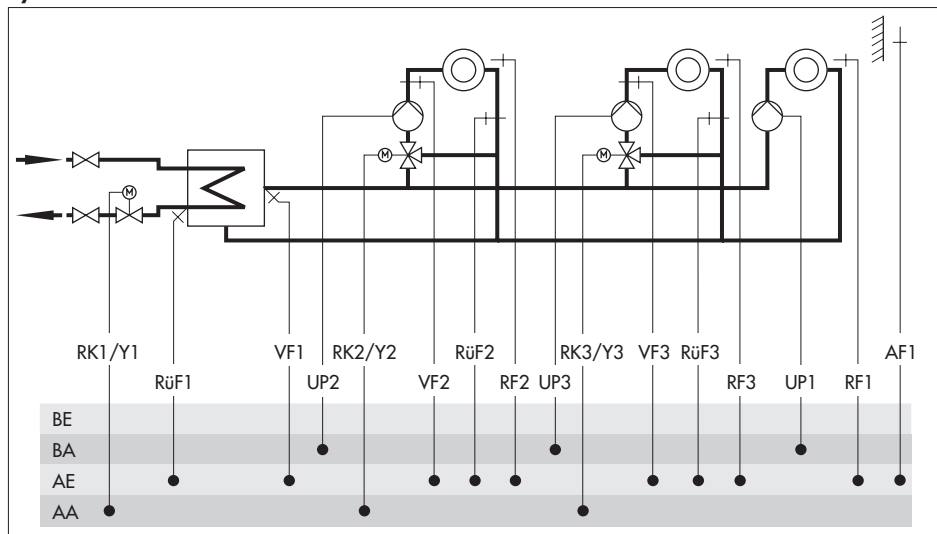 M M M
RK1/Y1 VF1 RK2/Y2 RüF2 RK3/Y3 VF3 RüF3 AF1
RüF1 UP2 VF2 RF2 UP3 RF3 UP1 RF1
BE
BA
AE
AA